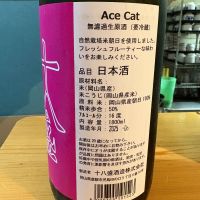 Ace Cat
無濾過生原酒(要冷蔵)
自然栽培米朝日を使用しました。
フレッシュフルーティーな味わ
いをお楽しみください。
品目 日本酒
原材料名
米(岡山県産)
米こうじ(岡山県産米)
原料米 岡山県産朝日100%
精米歩合 50%
アルコール分 16度
内容量 1800ml
製造年月 2025
十八盛酒造株式会社